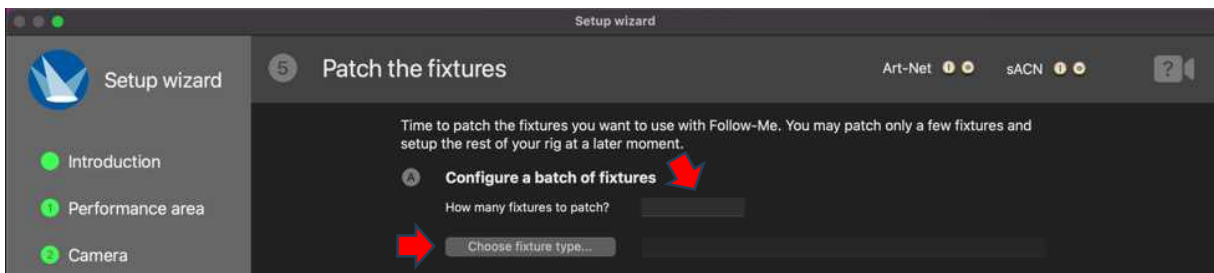 Setup wizard
Setup wizard
5 Patch the fixtures
Art-Net
sACN
?
Time to patch the fixtures you want to use with Follow-Me. You may patch only a few fixtures and
setup the rest of your rig at a later moment.
Introduction
A Configure a batch of fixtures
1 Performance area
How many fixtures to patch?
2 Camera
Choose fixture type...